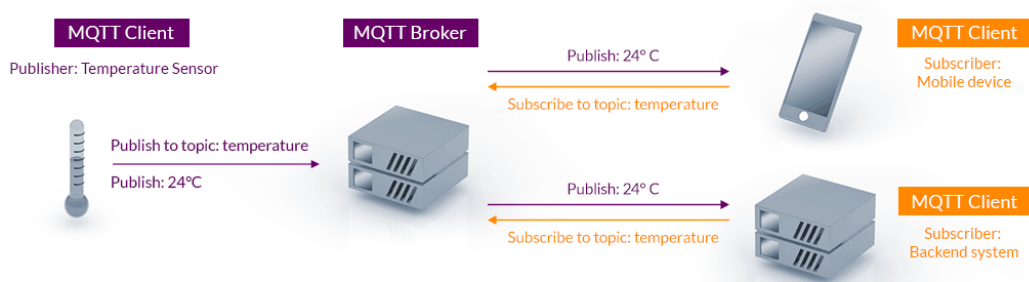 MQTT Client
Publisher: Temperature Sensor
Publish to topic: temperature
Publish: 24°C
MQTT Broker
Publish: 24° C
Subscribe to topic: temperature
MQTT Client
Subscriber:
Mobile device
Publish: 24° C
Subscribe to topic: temperature
MQTT Client
Subscriber:
Backend system